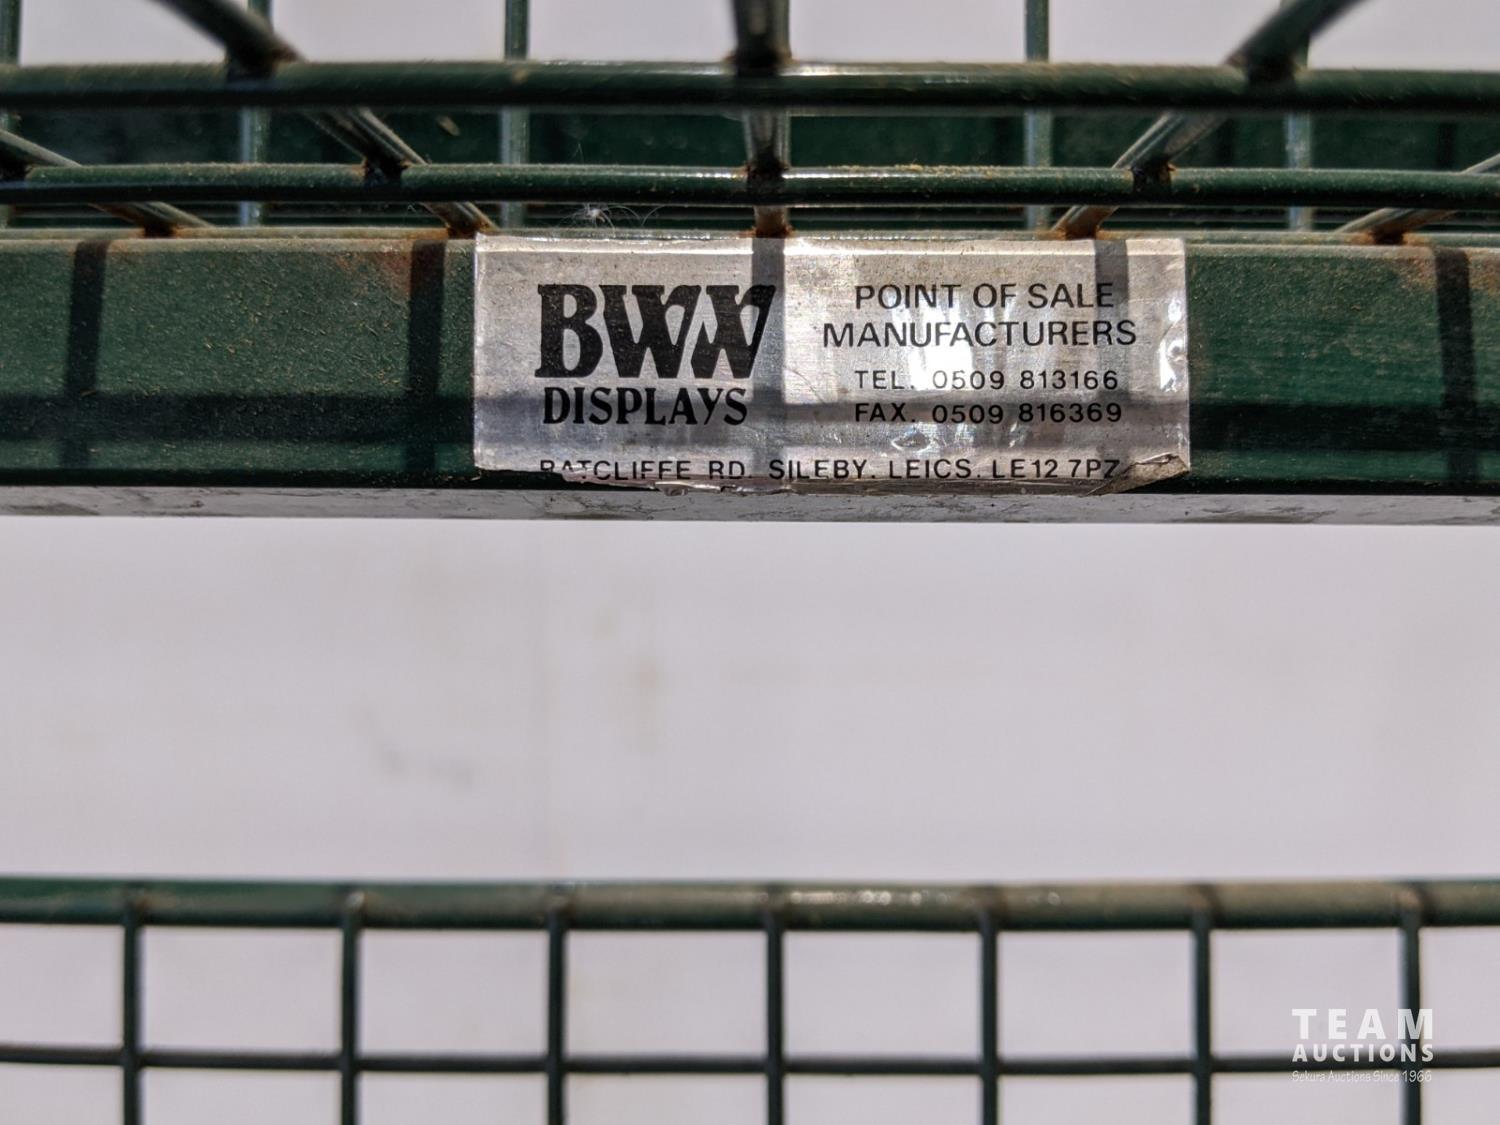 BWW
DISPLAYS
POINT OF SALE
MANUFACTURERS
TEL. 0509 813166
FAX. 0509 816369
RATCLIFFE RD. SILEBY. LEICS. LE12 7PZ
TEAM
AUCTIONS
Sekura Auctions Since 1966